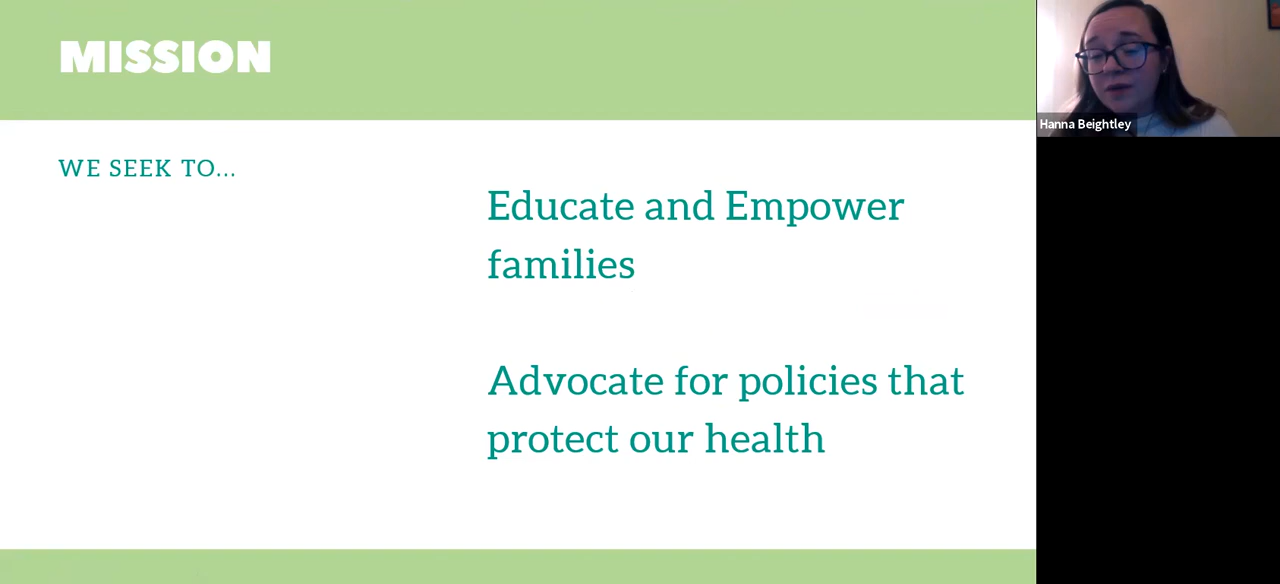 MISSION
WE SEEK TO...
Educate and Empower
families
Advocate for policies that
protect our health
Hanna Beightley